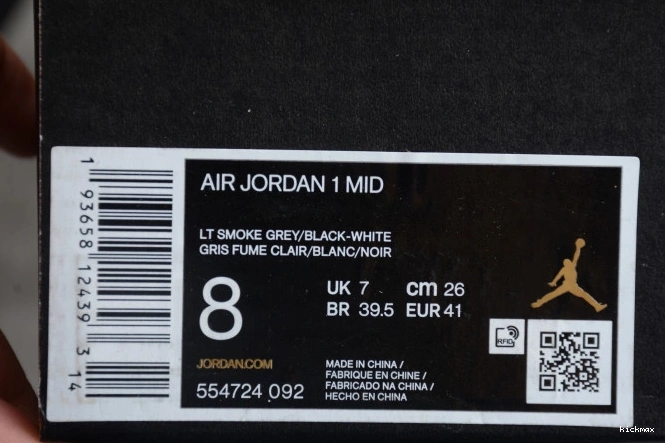 AIR JORDAN 1 MID
LT SMOKE GREY/BLACK-WHITE
GRIS FUME CLAIR/BLANC/NOIR
8
UK 7 cm 26
BR 39.5 EUR 41
JORDAN.COM
554724 092
MADE IN CHINA /
FABRIQUE EN CHINE /
FABRICADO NA CHINA /
HECHO EN CHINA
RFID
1 93658 12439 3 14
kickmax